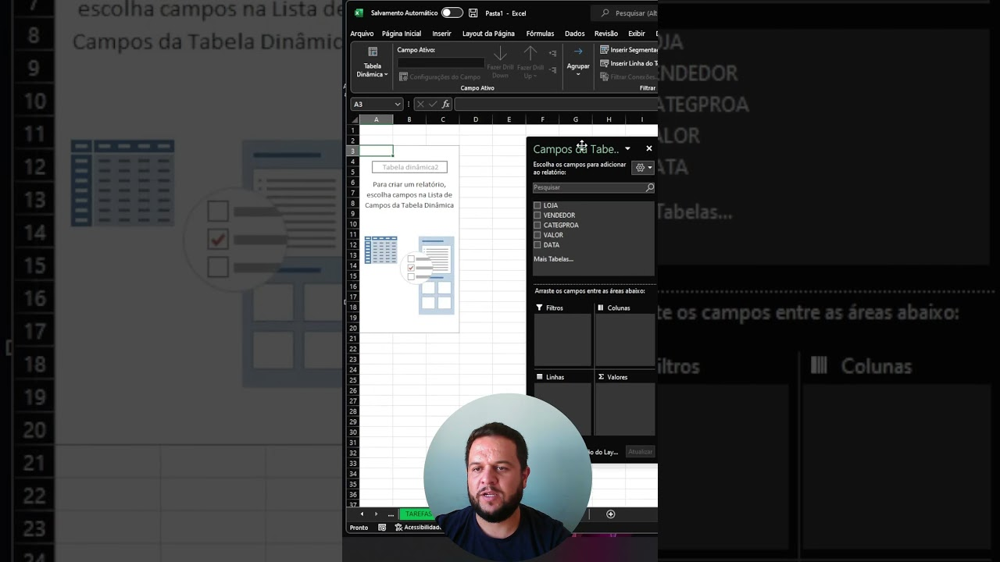 Salvamento Automático
Pasta1 - Excel
Pesquisar (Alt
Arquivo
Página Inicial
Inserir
Layout da Página
Fórmulas
Dados
Revisão
Exibir
Tabela
Dinâmica
Campo Ativo:
Configurações do Campo
Fazer Drill
Down
Fazer Drill
Up
Campo Ativo
Agrupar
Inserir Segmentaç
Inserir Linha do T
Filtrar Conexões
Filtrar
A3
fx
A B C D E F G H I
1
2
3
4
5
6
7
8
9
10
11
12
13
14
15
16
17
18
19
20
21
22
23
24
25
26
27
28
29
30
31
32
33
34
35
36
37
Tabela dinâmica2
Para criar um relatório,
escolha campos na Lista de
Campos da Tabela Dinâmica
Campos da Tabe..
Escolha os campos para adicionar
ao relatório:
Pesquisar
LOJA
VENDEDOR
CATEGPROA
VALOR
DATA
Mais Tabelas...
Arraste os campos entre as áreas abaixo:
Filtros
Colunas
Linhas
Σ Valores
ão do Lay...
Atualizar
...
TAREFAS
Pronto
Acessibilidad
escolha campos na Lista de
Campos da Tabela Dinâmic
8
9
10
11
12
13
14
15
16
17
18
19
20
21
22
23
OJA
ENDEDOR
ATEGPROA
ALOR
ATA
Tabelas...
te os campos entre as áreas abaixo:
iltros
Colunas